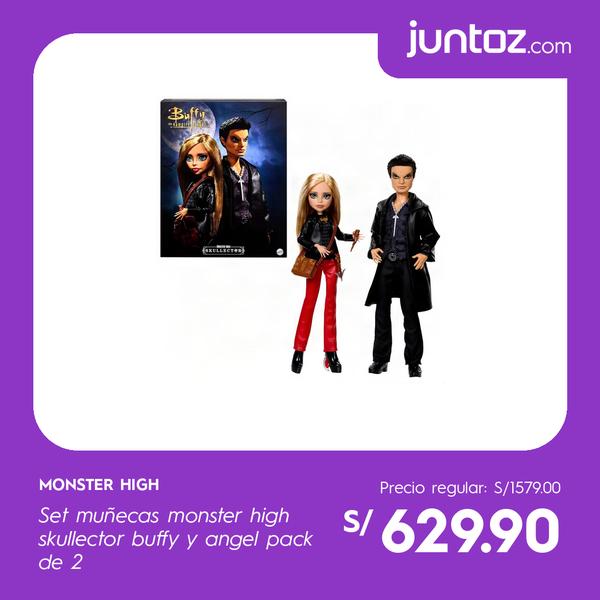 juntoz.com
Buffy
SKULLECTOR
MONSTER HIGH
Set muñecas monster high
skullector buffy y angel pack
de 2
Precio regular: S/1579.00
S/ 629.90